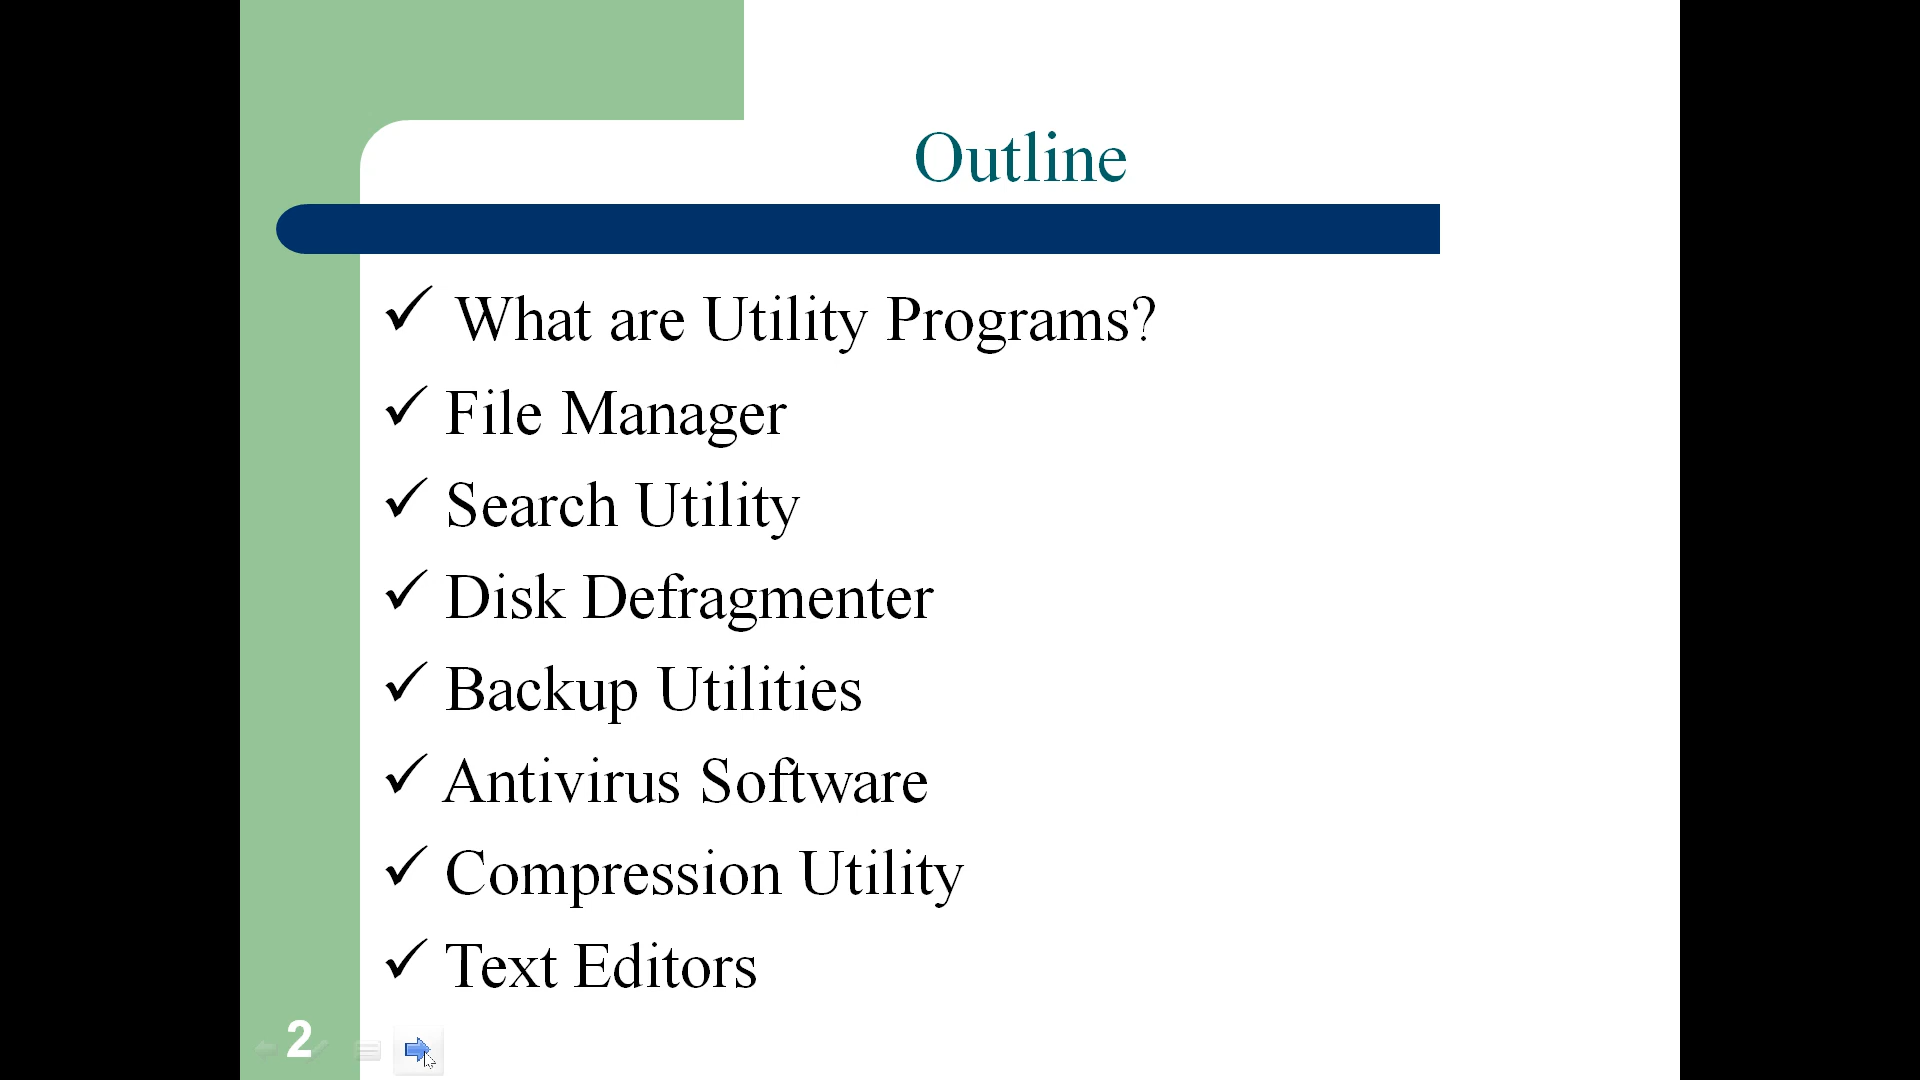 Outline
✓ What are Utility Programs?
✓ File Manager
✓ Search Utility
✓ Disk Defragmenter
✓ Backup Utilities
✓ Antivirus Software
✓ Compression Utility
✓ Text Editors
2